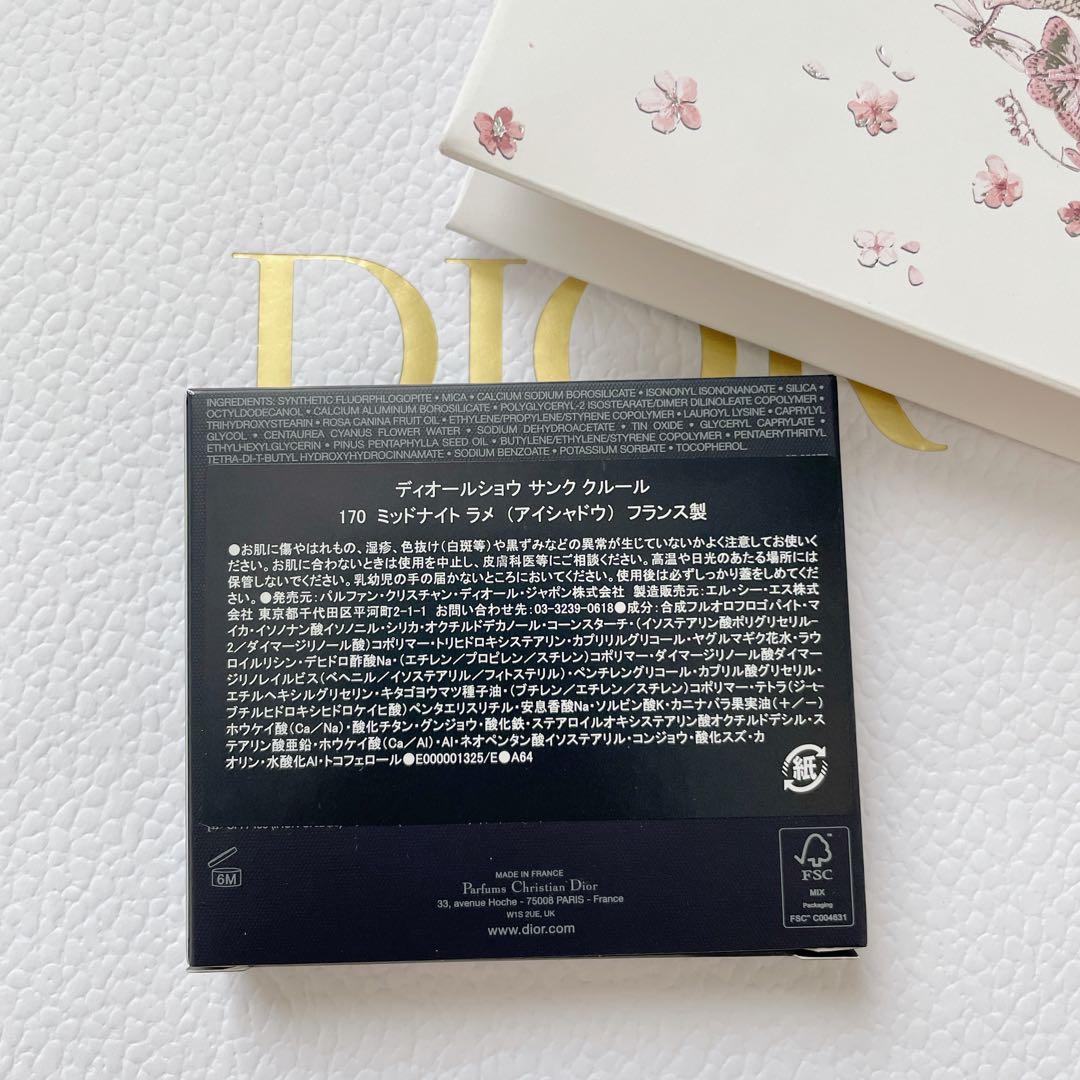 DIOR
INGREDIENTS: SYNTHETIC FLUORPHLOGOPITE • MICA • CALCIUM SODIUM BOROSILICATE • ISONONYL ISONONANOATE • SILICA •
OCTYLDODECANOL • CALCIUM ALUMINUM BOROSILICATE • POLYGLYCERYL-2 ISOSTEARATE/DIMER DILINOLEATE COPOLYMER
TRIHYDROXYSTEARIN • ROSA CANINA FRUIT OIL • ETHYLENE/PROPYLENE/STYRENE COPOLYMER • LAUROYL LYSINE • CAPRYLYL
GLYCOL • CENTAUREA CYANUS FLOWER WATER • SODIUM DEHYDROACETATE • TIN OXIDE • GLYCERYL CAPRYLATE •
ETHYLHEXYLGLYCERIN • PINUS PENTAPHYLLA SEED OIL • BUTYLENE/ETHYLENE/STYRENE COPOLYMER • PENTAERYTHRITYL
TETRA-DI-T-BUTYL HYDROXYHYDROCINNAMATE • SODIUM BENZOATE • POTASSIUM SORBATE • TOCOPHEROL.
ディオールショウ サンク クルール
170 ミッドナイト ラメ （アイシャドウ） フランス製
●お肌に傷やはれもの、湿疹、色抜け(白斑等)や黒ずみなどの異常が生じていないかよく注意してお使いく
ださい。お肌に合わないときは使用を中止し、皮膚科医等にご相談ください。高温や日光のあたる場所には
保管しないでください。乳幼児の手の届かないところにおいてください。使用後は必ずしっかり蓋をしめてくだ
さい。●発売元：パルファン・クリスチャン・ディオール・ジャポン株式会社 製造販売元：エル・シー・エス株式
会社 東京都千代田区平河町2-1-1 お問い合わせ先：03-3239-0618●成分：合成フルオロフロゴパイト・マ
イカ・イソノナン酸イソノニル・シリカ・オクチルドデカノール・コーンスターチ・（イソステアリン酸ポリグリセリル-
2／ダイマージリノール酸）コポリマー・トリヒドロキシステアリン・カプリリルグリコール・ヤグルマギク花水・ラウ
ロイルリシン・デヒドロ酢酸Na・（エチレン／プロピレン／スチレン）コポリマー・ダイマージリノール酸ダイマー
ジリノレイルビス（ベヘニル／イソステアリル／フィトステリル）・ペンチレングリコール・カプリル酸グリセリル・
エチルヘキシルグリセリン・キタゴヨウマツ種子油・（ブチレン／エチレン／スチレン）コポリマー・テトラ（ジ-t-
ブチルヒドロキシヒドロケイヒ酸）ペンタエリスリチル・安息香酸Na・ソルビン酸K・カニナバラ果実油（＋／－）
ホウケイ酸（Ca／Na）・酸化チタン・グンジョウ・酸化鉄・ステアロイルオキシステアリン酸オクチルドデシル・ス
テアリン酸亜鉛・ホウケイ酸（Ca／Al）・Al・ネオペンタン酸イソステアリル・コンジョウ・酸化スズ・カ
オリン・水酸化Al・トコフェロール●E000001325/E●A64
紙
6M
MADE IN FRANCE
Parfums Christian Dior
33, avenue Hoche - 75008 PARIS - France
W1S 2UE, UK
www.dior.com
FSC
MIX
Packaging
FSC™ C004631